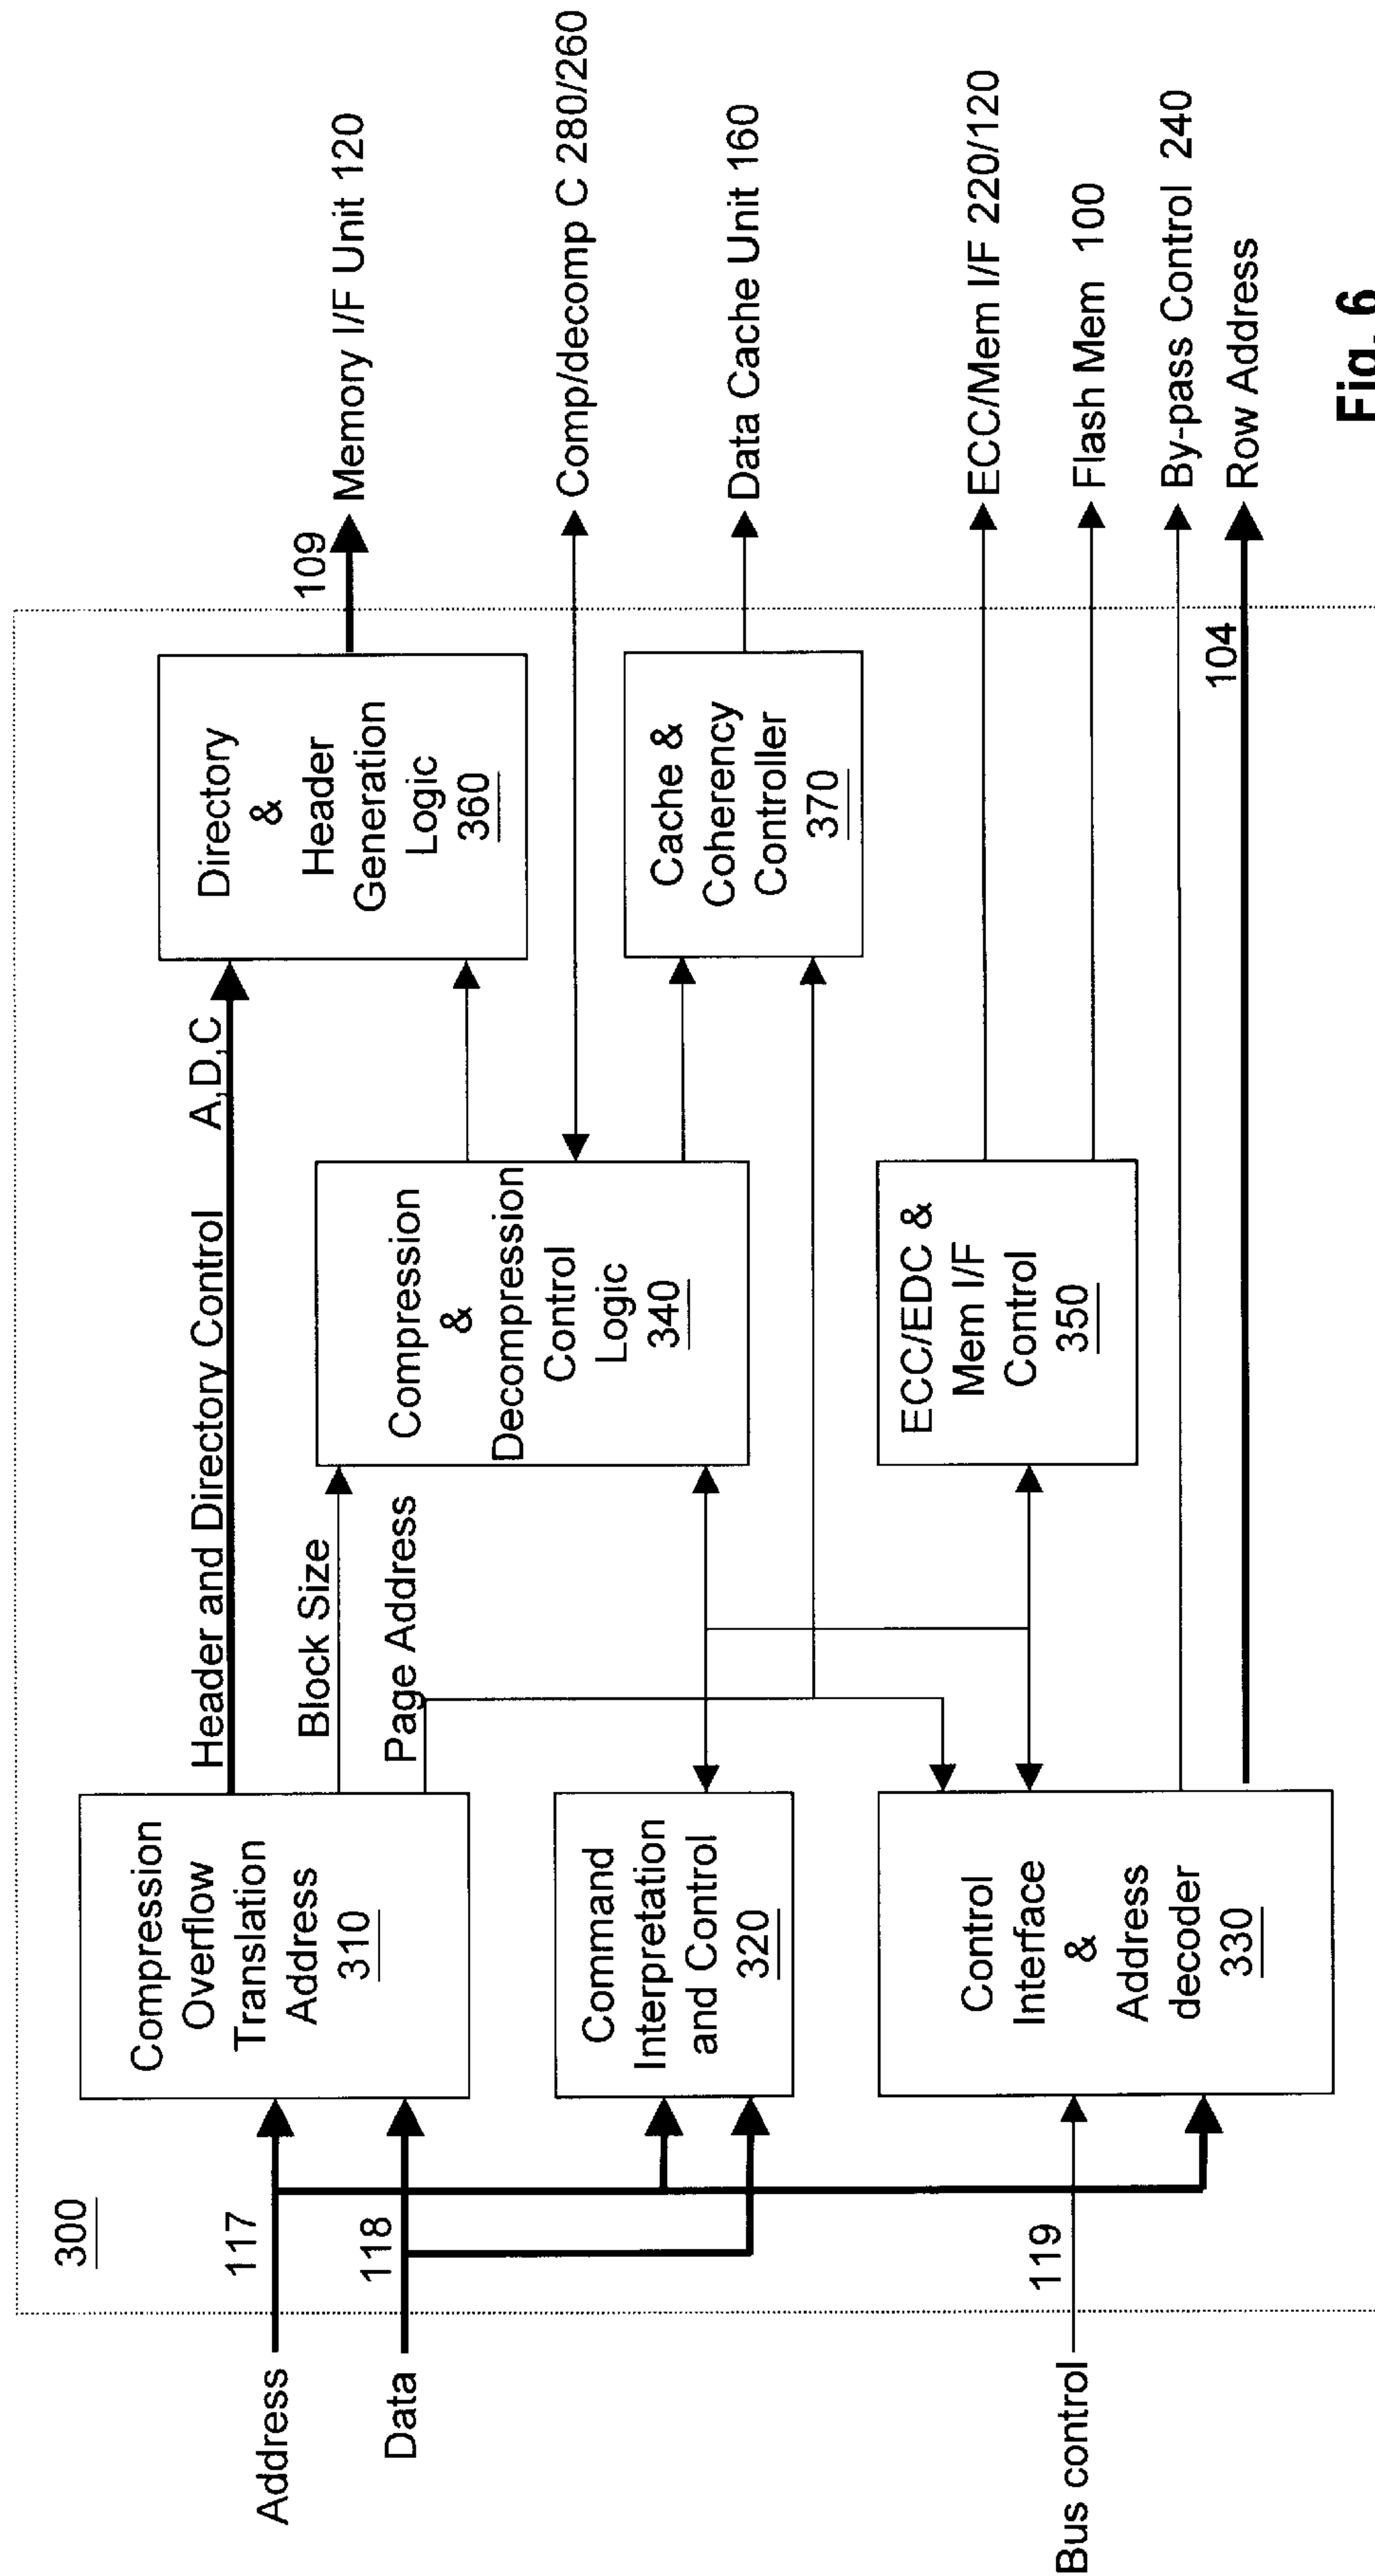 300
Address
117
Data
118
Bus control
119
Compression
Overflow
Translation
Address
310
Command
Interpretation
and Control
320
Control
Interface
&
Address
decoder
330
Header and Directory Control
A,D,C
Block Size
Page Address
Compression
&
Decompression
Control
Logic
340
ECC/EDC &
Mem I/F
Control
350
Directory
&
Header
Generation
Logic
360
Cache &
Coherency
Controller
370
109
104
Memory I/F Unit 120
Comp/decomp C 280/260
Data Cache Unit 160
ECC/Mem I/F 220/120
Flash Mem 100
By-pass Control 240
Row Address
Fig. 6